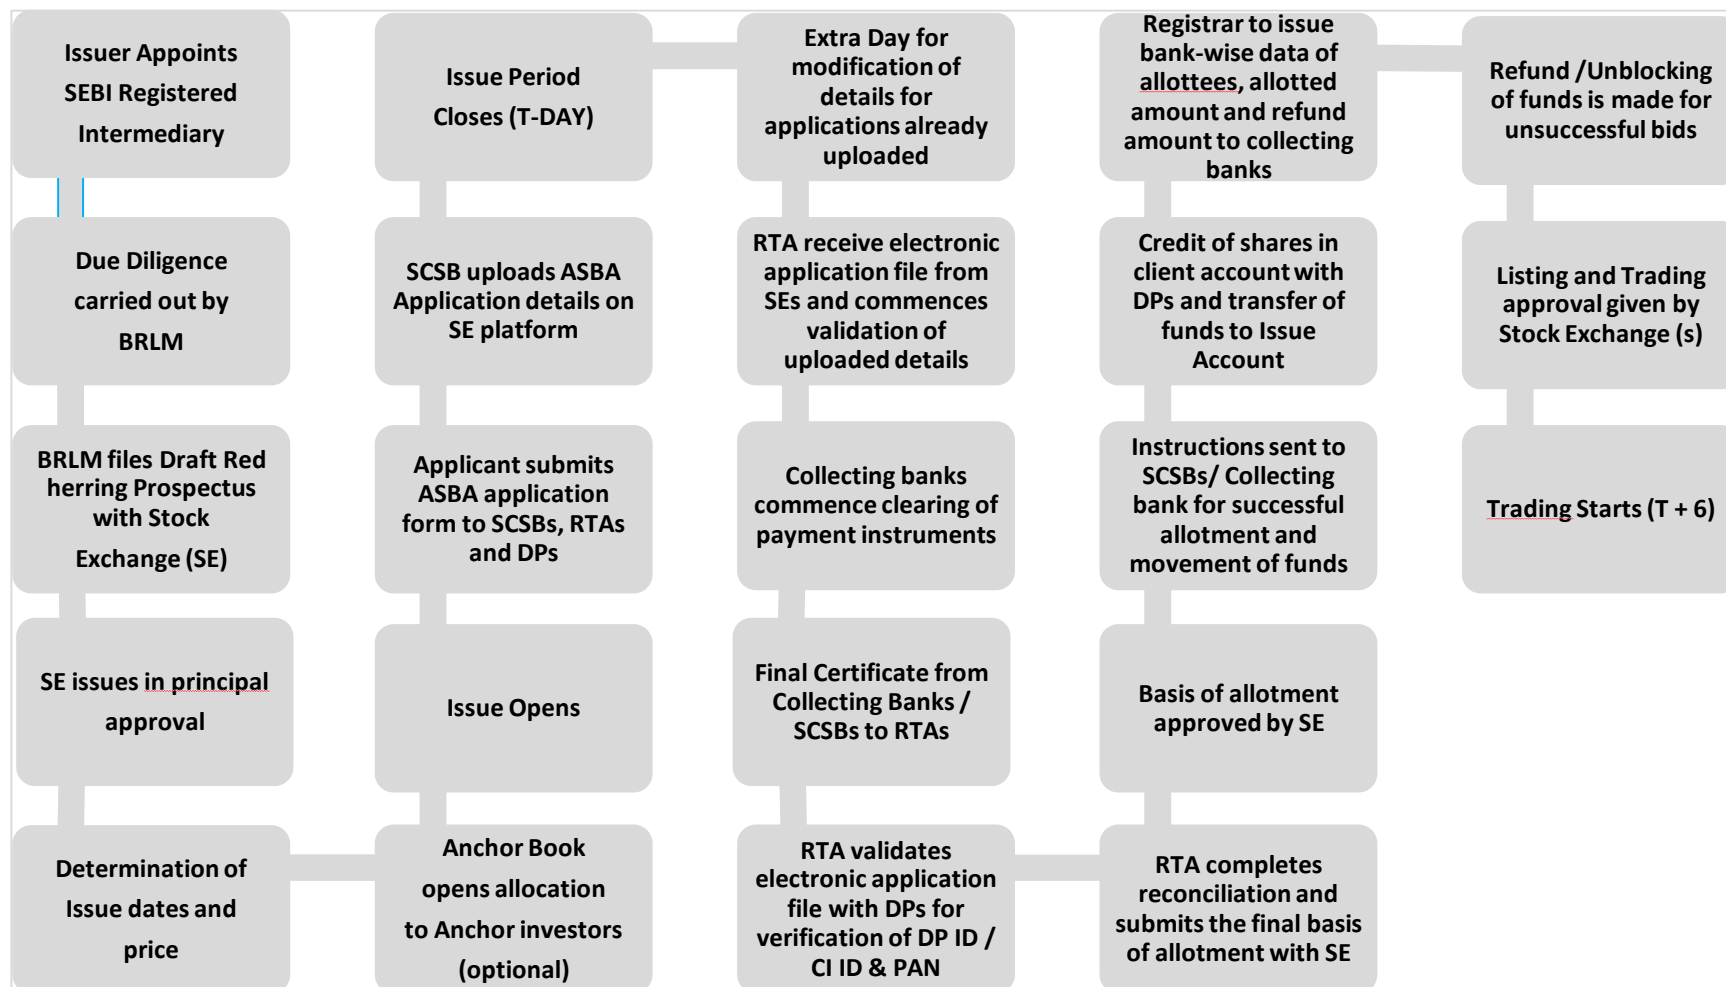 Issuer Appoints
SEBI Registered
Intermediary
Due Diligence
carried out by
BRLM
BRLM files Draft Red
herring Prospectus
with Stock
Exchange (SE)
SE issues in principal
approval
Determination of
Issue dates and
price
Anchor Book
opens allocation
to Anchor investors
(optional)
Issue Opens
Applicant submits
ASBA application
form to SCSBs, RTAs
and DPs
SCSB uploads ASBA
Application details on
SE platform
Issue Period
Closes (T-DAY)
Extra Day for
modification of
details for
applications already
uploaded
RTA receive electronic
application file from
SEs and commences
validation of
uploaded details
Collecting banks
commence clearing of
payment instruments
Final Certificate from
Collecting Banks /
SCSBs to RTAs
RTA validates
electronic application
file with DPs for
verification of DP ID /
CI ID & PAN
RTA completes
reconciliation and
submits the final basis
of allotment with SE
Basis of allotment
approved by SE
Instructions sent to
SCSBs/ Collecting
bank for successful
allotment and
movement of funds
Credit of shares in
client account with
DPs and transfer of
funds to Issue
Account
Registrar to issue
bank-wise data of
allottees, allotted
amount and refund
amount to collecting
banks
Refund /Unblocking
of funds is made for
unsuccessful bids
Listing and Trading
approval given by
Stock Exchange (s)
Trading Starts (T + 6)